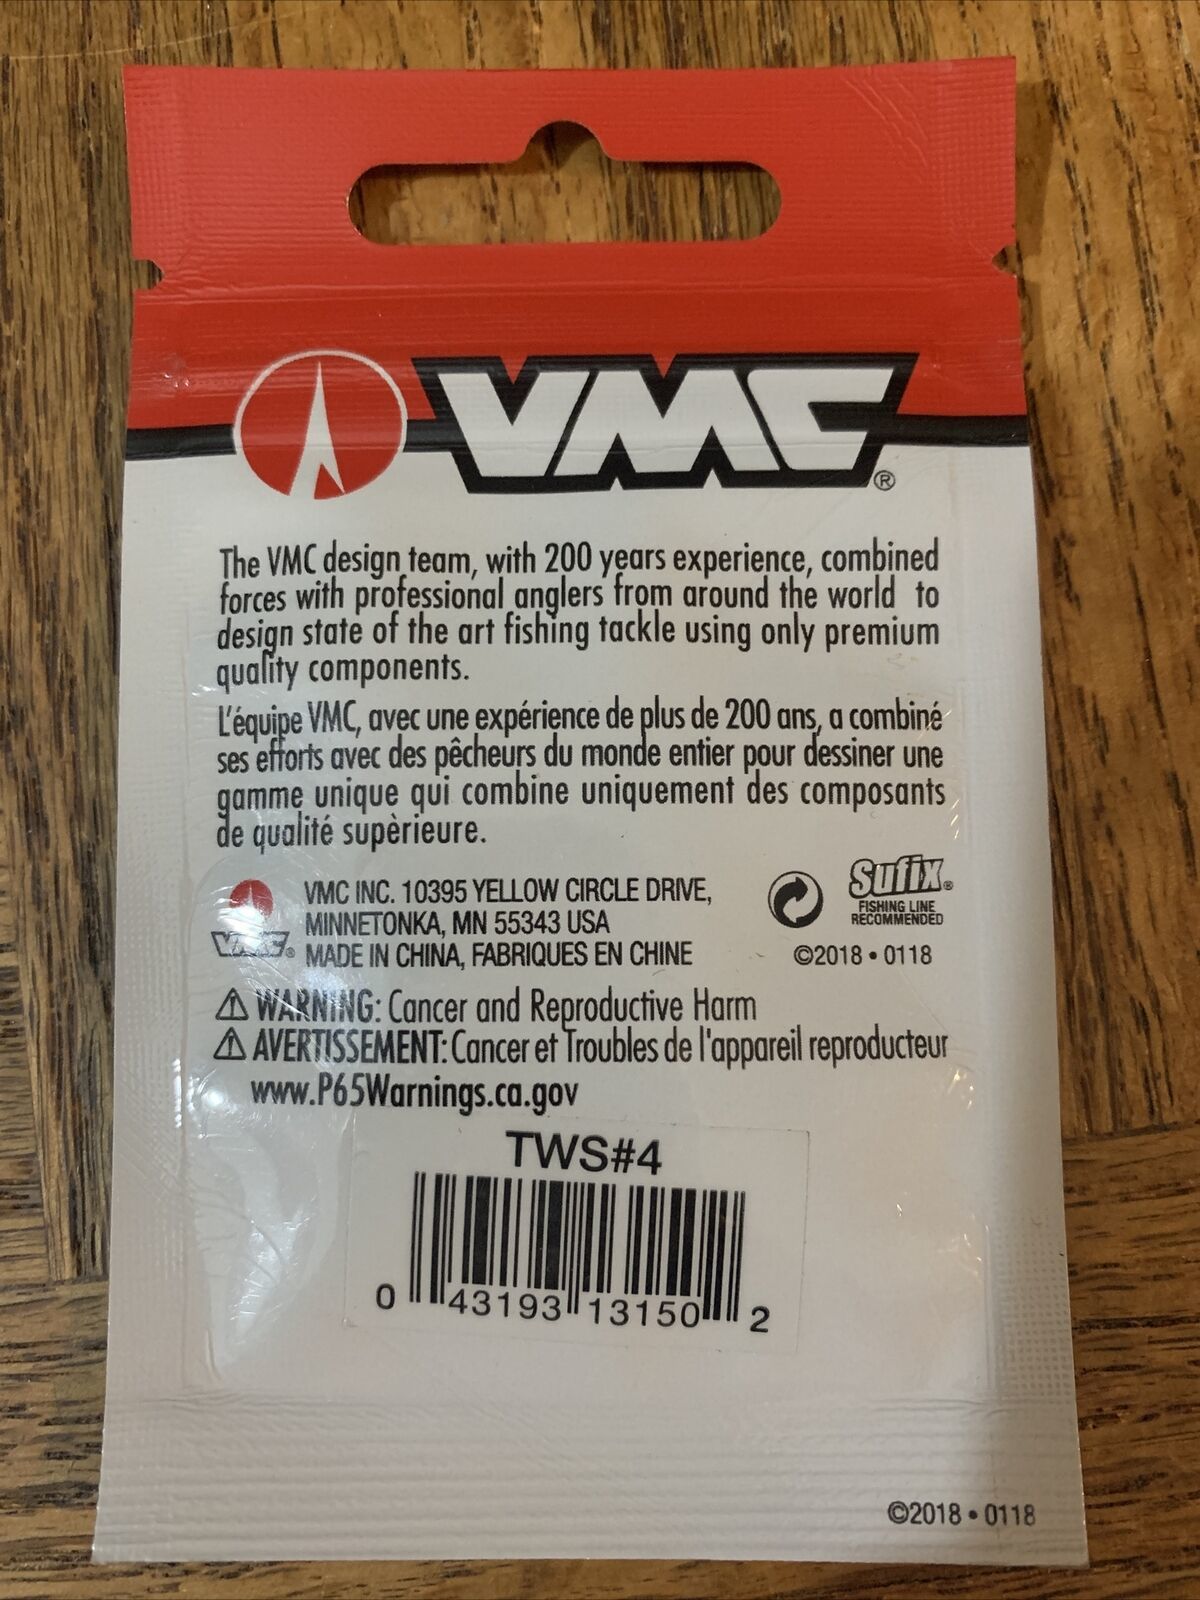 VMC®
The VMC design team, with 200 years experience, combined
forces with professional anglers from around the world to
design state of the art fishing tackle using only premium
quality components.
L'équipe VMC, avec une expérience de plus de 200 ans, a combiné
ses efforts avec des pêcheurs du monde entier pour dessiner une
gamme unique qui combine uniquement des composants
de qualité supèrieure.
VMC®
VMC INC. 10395 YELLOW CIRCLE DRIVE,
MINNETONKA, MN 55343 USA
MADE IN CHINA, FABRIQUES EN CHINE
Sufix®
FISHING LINE
RECOMMENDED
©2018 • 0118
⚠ WARNING: Cancer and Reproductive Harm
⚠ AVERTISSEMENT: Cancer et Troubles de l'appareil reproducteur
www.P65Warnings.ca.gov
TWS#4
0 43193 13150 2
©2018 • 0118